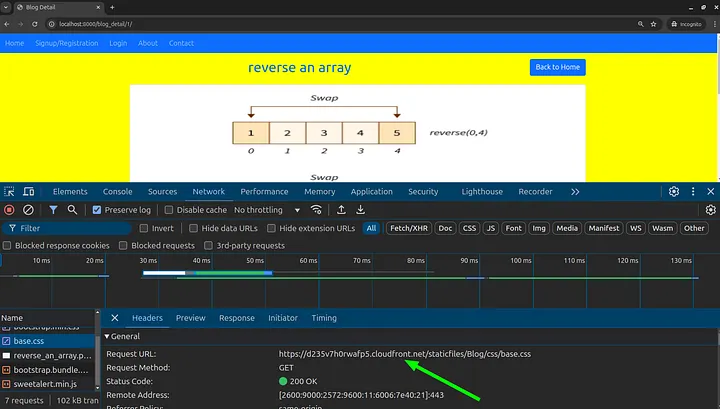 Blog Detail
localhost:8000/blog_detail/1/
Incognito
Home Signup/Registration Login About Contact
reverse an array
Back to Home
Swap
1 2 3 4 5
reverse(0,4)
0 1 2 3 4
Swap
Elements Console Sources Network Performance Memory Application Security Lighthouse Recorder
Preserve log Disable cache No throttling
Filter Invert Hide data URLs Hide extension URLs All Fetch/XHR Doc CSS JS Font Img Media Manifest WS Wasm Other
Blocked response cookies Blocked requests 3rd-party requests
10 ms 20 ms 30 ms 40 ms 50 ms 60 ms 70 ms 80 ms 90 ms 100 ms 110 ms 120 ms 130 ms
Name
Headers Preview Response Initiator Timing
bootstrap.min.css
General
base.css
Request URL: https://d235v7h0rwafp5.cloudfront.net/staticfiles/Blog/css/base.css
reverse_an_array.p...
Request Method: GET
bootstrap.bundle....
Status Code: 200 OK
sweetalert.min.js
Remote Address: [2600:9000:2572:9600:11:6006:7e40:21]:443
7 requests 102 kB tran
Referrer Policy: same-origin